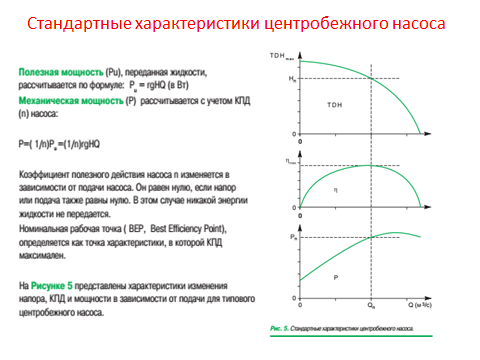 Стандартные характеристики центробежного насоса
Полезная мощность (Pu), переданная жидкости,
рассчитывается по формуле: Pu = rgHQ (в Вт)
Механическая мощность (P) рассчитывается с учетом КПД
(n) насоса:
P=( 1/n)Pu=(1/n)rgHQ
Коэффициент полезного действия насоса n изменяется в
зависимости от подачи насоса. Он равен нулю, если напор
или подача также равны нулю. В этом случае никакой энергии
жидкости не передается.
Номинальная рабочая точка ( BEP, Best Efficiency Point),
определяется как точка характеристики, в которой КПД
максимален.
На Рисунке 5 представлены характеристики изменения
напора, КПД и мощности в зависимости от подачи для типового
центробежного насоса.
TDH max
Hn
TDH
0
0
ηmax
η
0
0
Pn
P
0
0
Qn
Q (м³/с)
Рис. 5. Стандартные характеристики центробежного насоса.